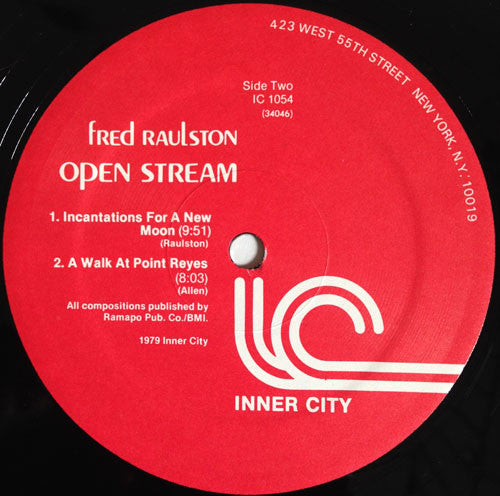 423 WEST 55TH STREET NEW YORK, N.Y. 10019
Side Two
IC 1054
(34046)
fred RAULSTON
OPEN STREAM
1. Incantations For A New
Moon (9:51)
(Raulston)
2. A Walk At Point Reyes
(8:03)
(Allen)
All compositions published by
Ramapo Pub. Co./BMI.
1979 Inner City
IC
INNER CITY